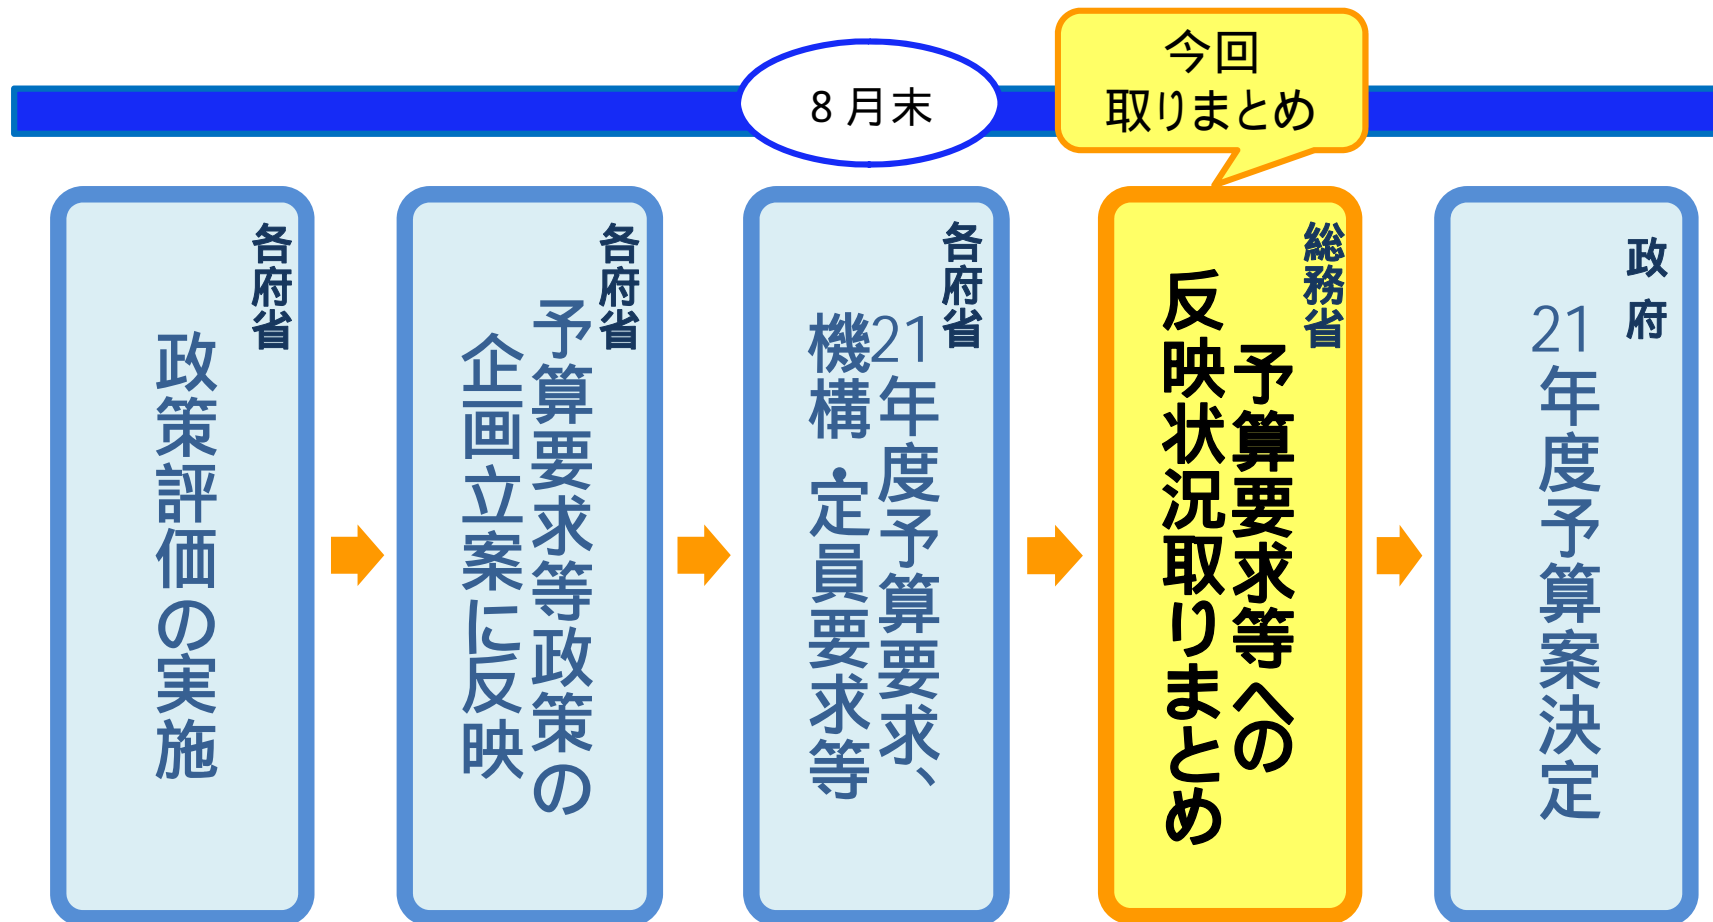 8月末
今回
取りまとめ
各府省
政策評価の実施
各府省
予算要求等政策の
企画立案に反映
各府省
21年度予算要求、
機構・定員要求等
総務省
予算要求等への
反映状況取りまとめ
政府
21年度予算案決定